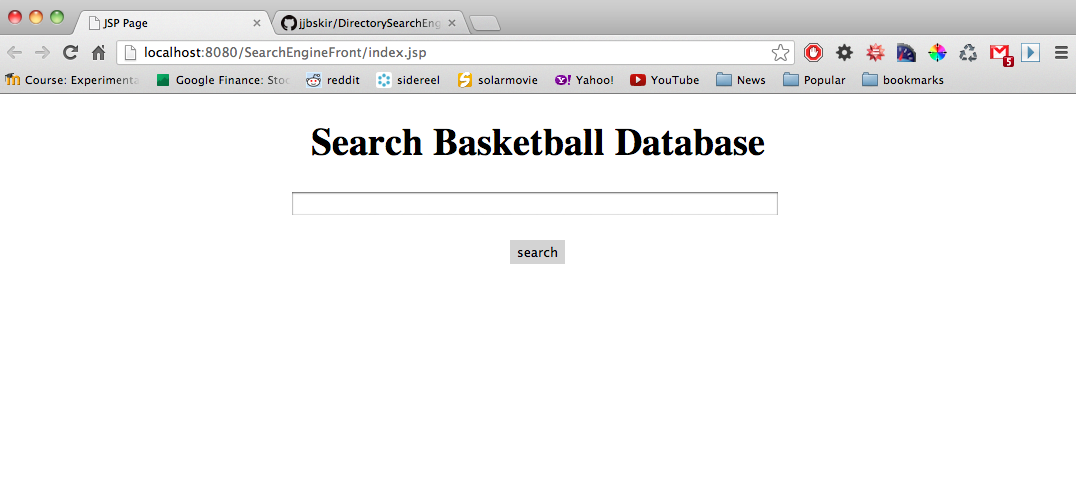 JSP Page jjbskir/DirectorySearchEng
localhost:8080/SearchEngineFront/index.jsp 5
Course: Experimenta Google Finance: Stoc reddit sidereel solarmovie Yahoo! YouTube News Popular bookmarks
Search Basketball Database
search